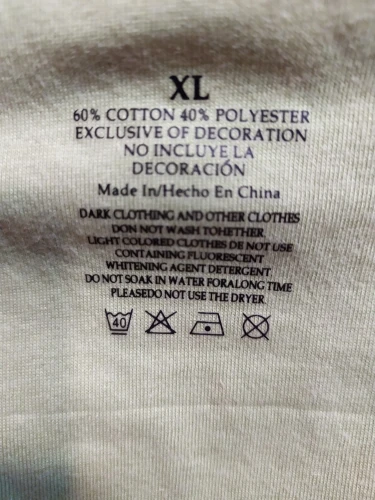 XL
60% COTTON 40% POLYESTER
EXCLUSIVE OF DECORATION
NO INCLUYE LA
DECORACIÓN
Made In/Hecho En China
DARK CLOTHING AND OTHER CLOTHES
DON NOT WASH TOHETHER
LIGHT COLORED CLOTHES DE NOT USE
CONTAINING FLUORESCENT
WHITENING AGENT DETERGENT
DO NOT SOAK IN WATER FORALONG TIME
PLEASEDO NOT USE THE DRYER
40